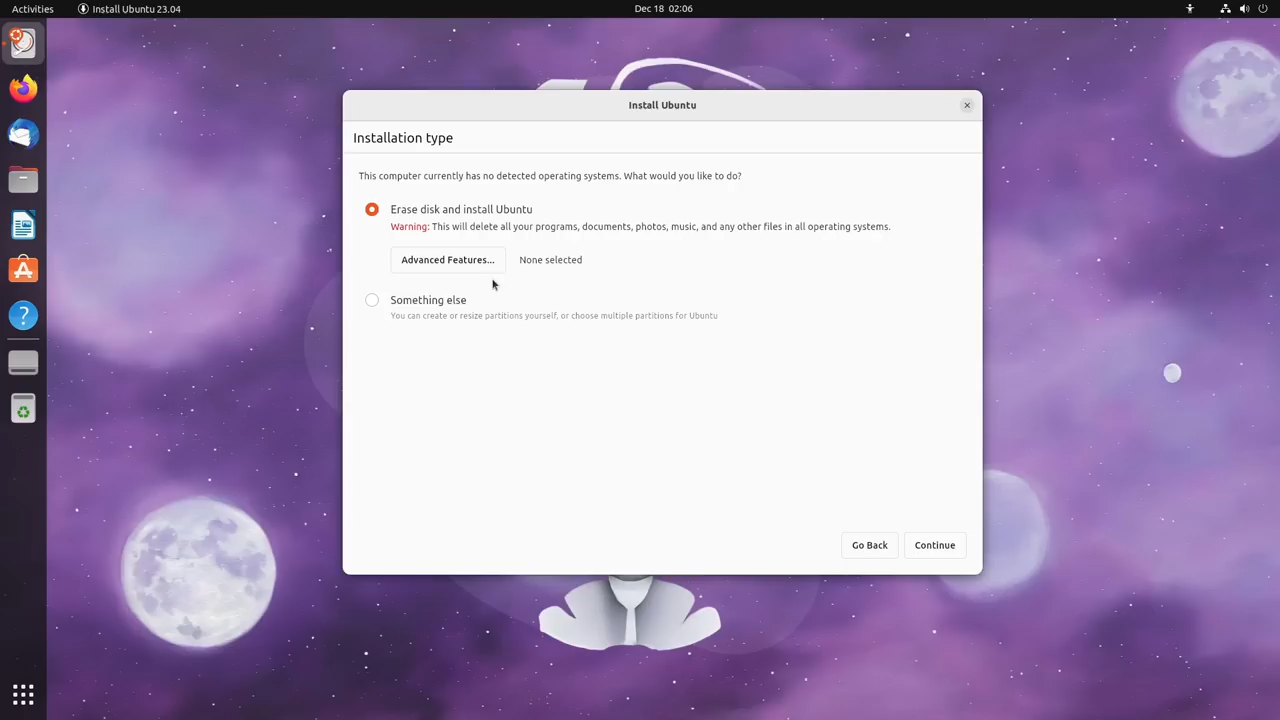 Activities
Install Ubuntu 23.04
Dec 18 02:06
Install Ubuntu
Installation type
This computer currently has no detected operating systems. What would you like to do?
Erase disk and install Ubuntu
Warning: This will delete all your programs, documents, photos, music, and any other files in all operating systems.
Advanced Features...
None selected
Something else
You can create or resize partitions yourself, or choose multiple partitions for Ubuntu
Go Back
Continue